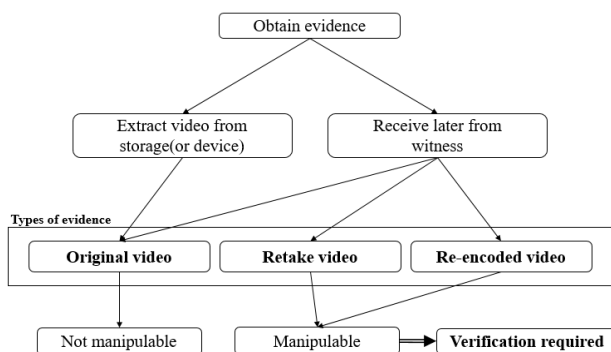 Obtain evidence
Extract video from
storage(or device)
Receive later from
witness
Types of evidence
Original video
Retake video
Re-encoded video
Not manipulable
Manipulable
Verification required